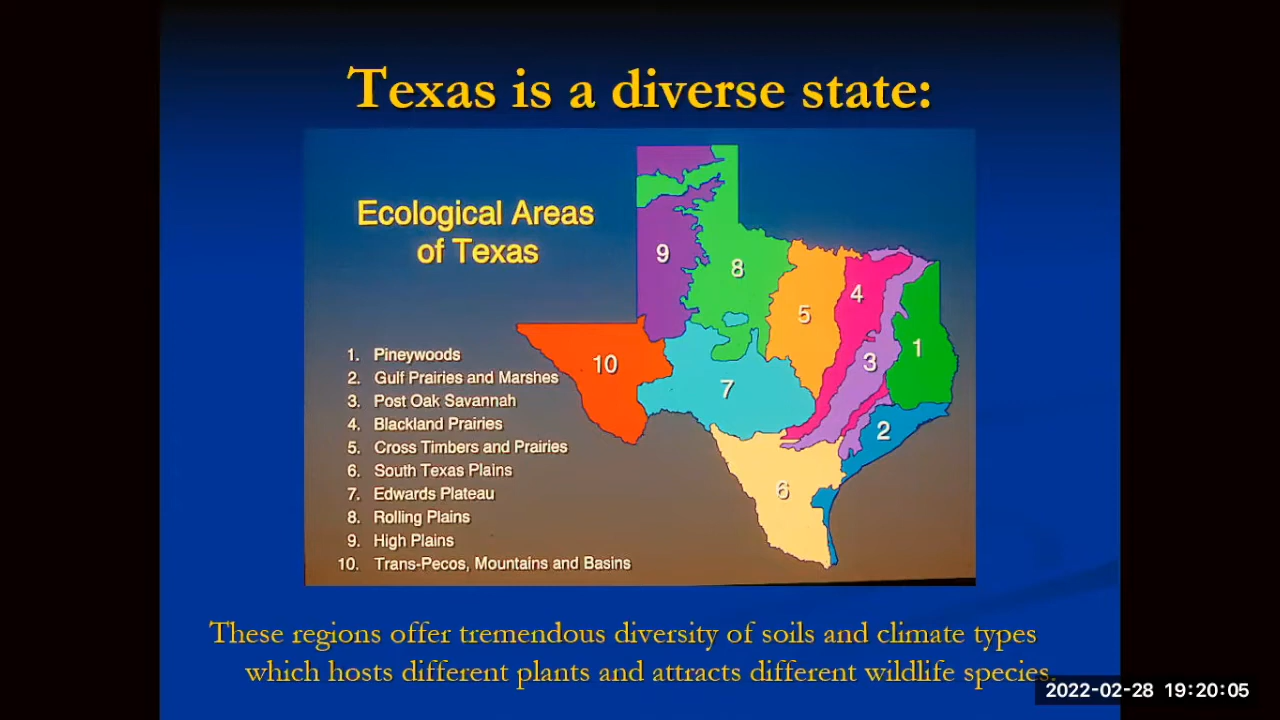 Texas is a diverse state:
Ecological Areas
of Texas
1. Pineywoods
2. Gulf Prairies and Marshes
3. Post Oak Savannah
4. Blackland Prairies
5. Cross Timbers and Prairies
6. South Texas Plains
7. Edwards Plateau
8. Rolling Plains
9. High Plains
10. Trans-Pecos, Mountains and Basins
9
8
5
4
3
1
10
7
2
6
These regions offer tremendous diversity of soils and climate types
which hosts different plants and attracts different wildlife species.
2022-02-28 19:20:05